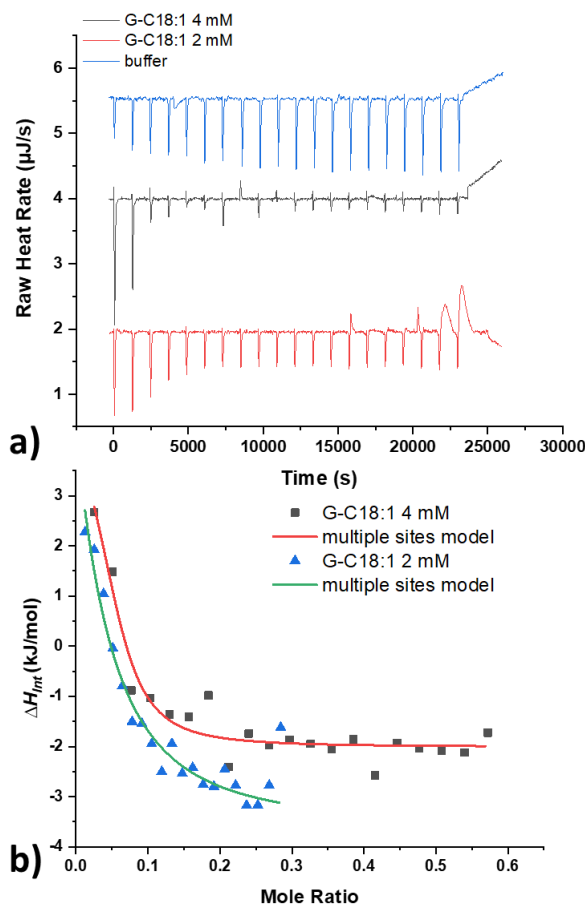 G-C18:1 4 mM
G-C18:1 2 mM
buffer
Raw Heat Rate (µJ/s)
6
5
4
3
2
1
0 5000 10000 15000 20000 25000 30000
Time (s)
a)
G-C18:1 4 mM
multiple sites model
G-C18:1 2 mM
multiple sites model
ΔH_Int (kJ/mol)
3
2
1
0
-1
-2
-3
-4
0.0 0.1 0.2 0.3 0.4 0.5 0.6
Mole Ratio
b)